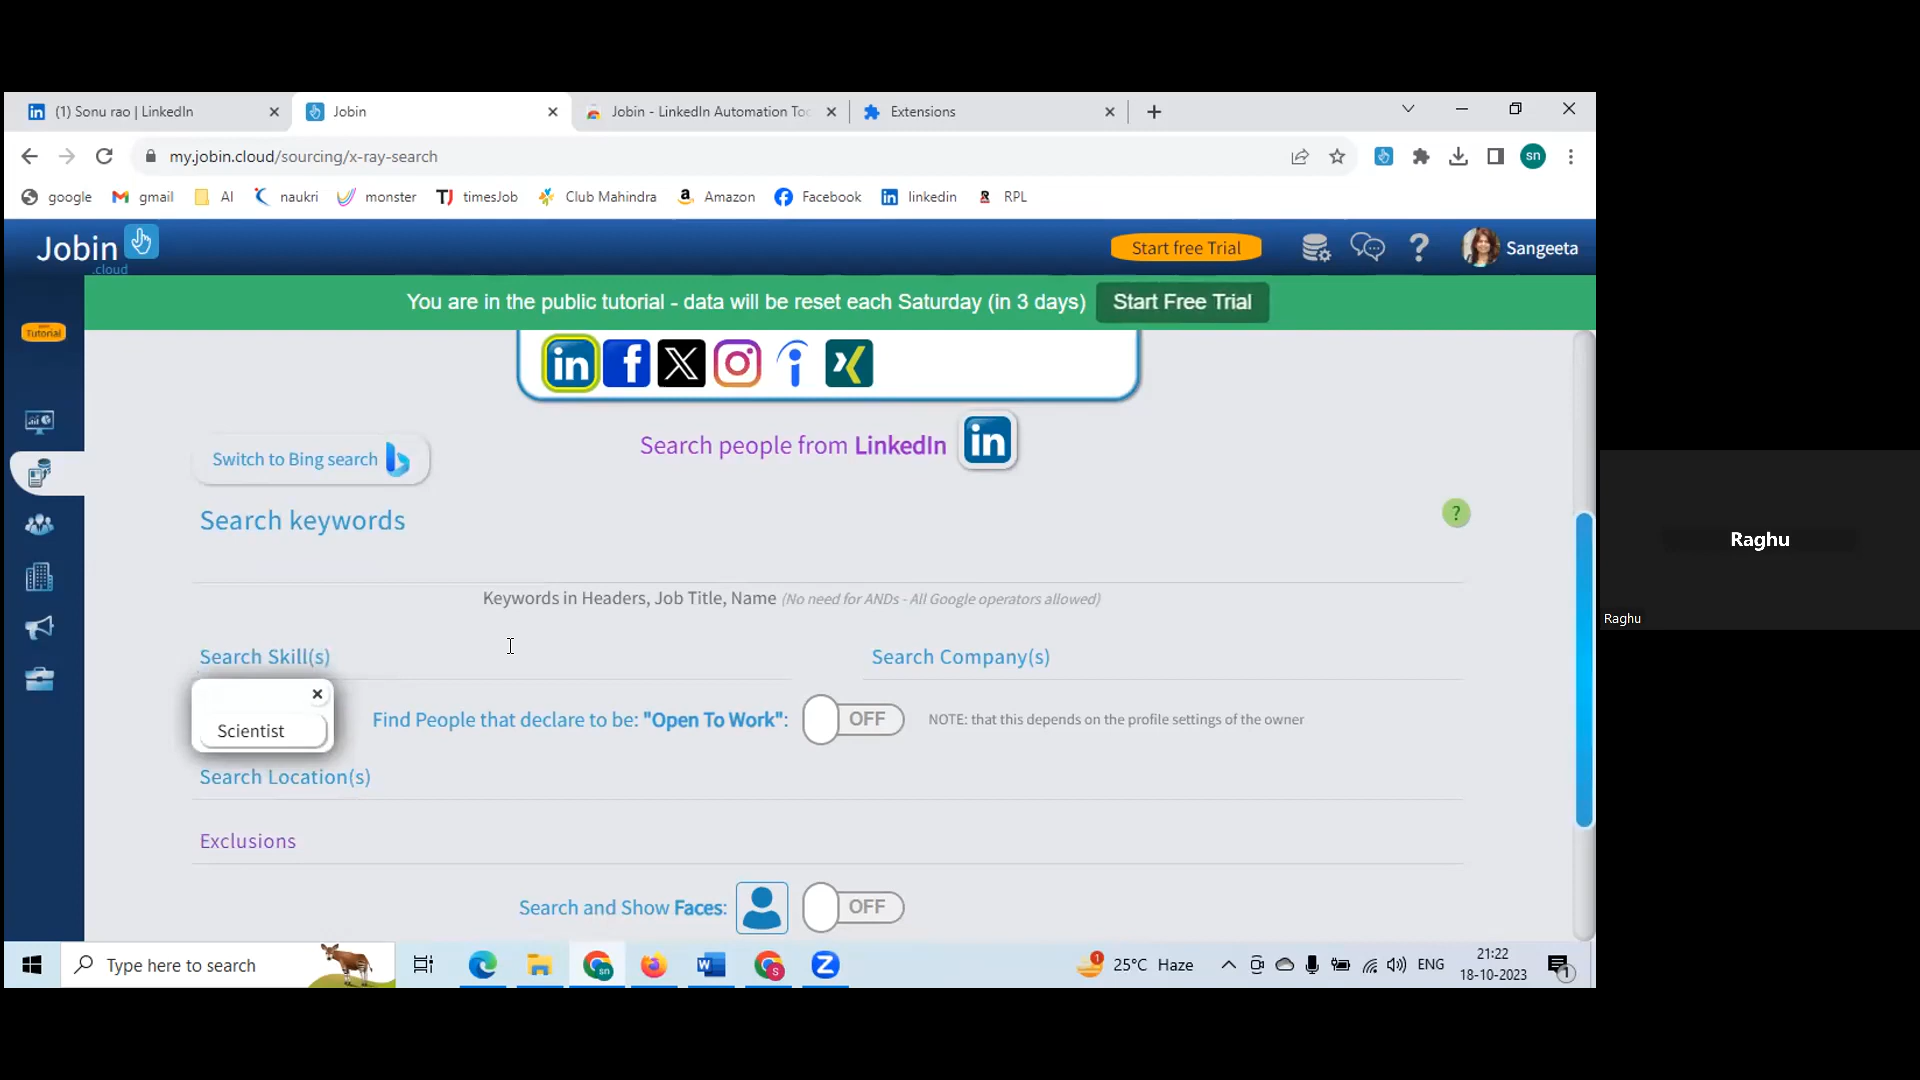 (1) Sonu rao | LinkedIn
Jobin
Jobin - LinkedIn Automation Too
Extensions
my.jobin.cloud/sourcing/x-ray-search
sn
google
gmail
AI
naukri
monster
TJ timesJob
Club Mahindra
Amazon
Facebook
linkedin
RPL
Jobin
.cloud
Start free Trial
Sangeeta
You are in the public tutorial - data will be reset each Saturday (in 3 days)
Start Free Trial
Tutorial
Switch to Bing search
Search people from LinkedIn
Search keywords
?
Keywords in Headers, Job Title, Name (No need for ANDs - All Google operators allowed)
Search Skill(s)
Search Company(s)
Scientist
Find People that declare to be: "Open To Work":
OFF
NOTE: that this depends on the profile settings of the owner
Search Location(s)
Exclusions
Search and Show Faces:
OFF
Raghu
Raghu
Type here to search
25°C Haze
ENG
21:22
18-10-2023
1